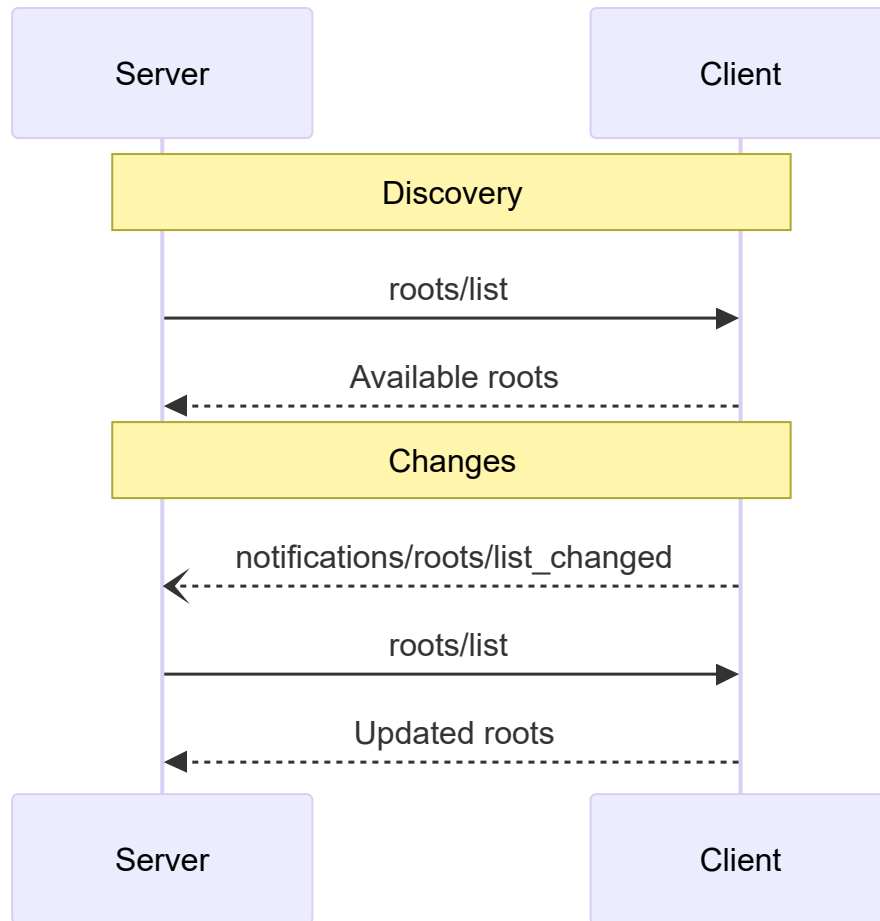 Server
Client
Discovery
roots/list
Available roots
Changes
notifications/roots/list_changed
roots/list
Updated roots
Server
Client